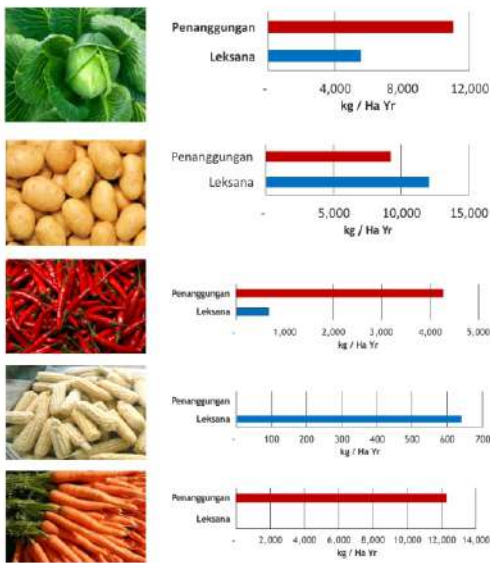 Penanggungan
Leksana
- 4,000 8,000 12,000
kg / Ha Yr
Penanggungan
Leksana
- 5,000 10,000 15,000
kg / Ha Yr
Penanggungan
Leksana
- 1,000 2,000 3,000 4,000 5,000
kg / Ha Yr
Penanggungan
Leksana
- 100 200 300 400 500 600 700
kg / Ha Yr
Penanggungan
Leksana
- 2,000 4,000 6,000 8,000 10,000 12,000 14,000
kg / Ha Yr